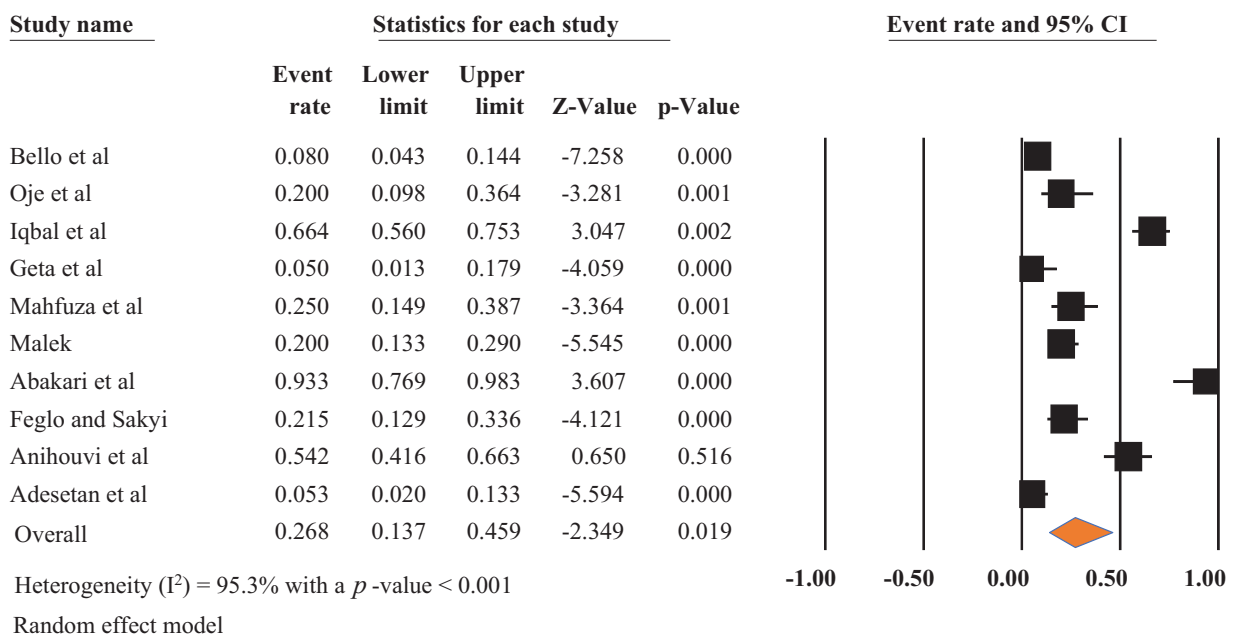 Study name Statistics for each study Event rate and 95% CI
Event Lower Upper
rate limit limit Z-Value p-Value
Bello et al 0.080 0.043 0.144 -7.258 0.000
Oje et al 0.200 0.098 0.364 -3.281 0.001
Iqbal et al 0.664 0.560 0.753 3.047 0.002
Geta et al 0.050 0.013 0.179 -4.059 0.000
Mahfuza et al 0.250 0.149 0.387 -3.364 0.001
Malek 0.200 0.133 0.290 -5.545 0.000
Abakari et al 0.933 0.769 0.983 3.607 0.000
Feglo and Sakyi 0.215 0.129 0.336 -4.121 0.000
Anihouvi et al 0.542 0.416 0.663 0.650 0.516
Adesetan et al 0.053 0.020 0.133 -5.594 0.000
Overall 0.268 0.137 0.459 -2.349 0.019
-1.00 -0.50 0.00 0.50 1.00
Heterogeneity (I²) = 95.3% with a p -value < 0.001
Random effect model